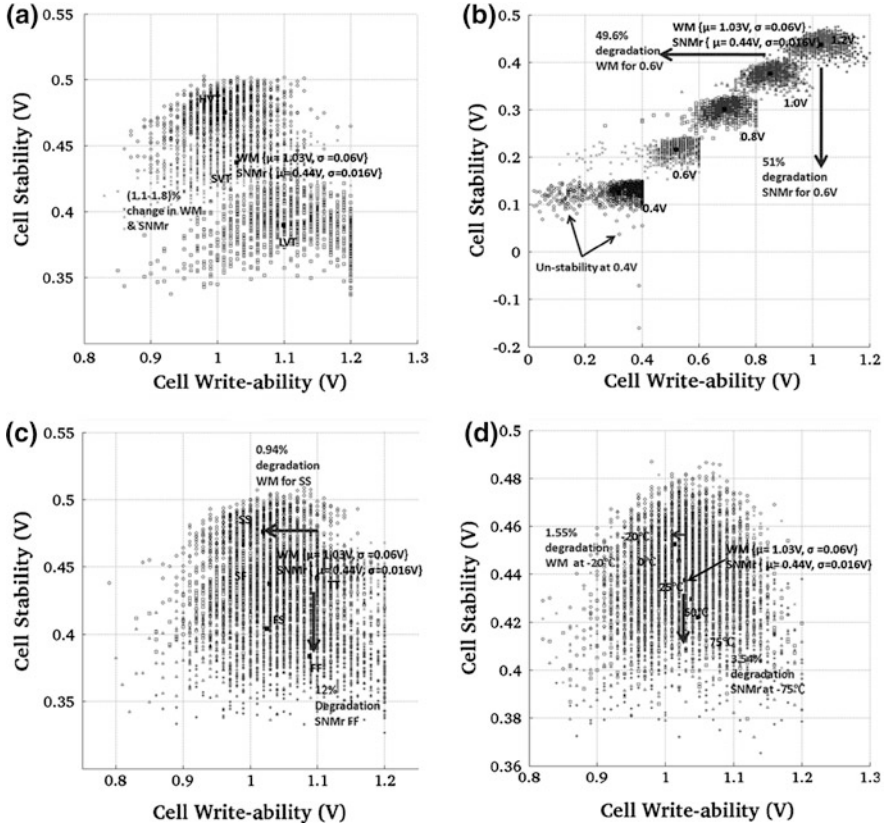 (a)
0.55
0.5
0.45
0.4
0.35
Cell Stability (V)
HVT
WM {μ= 1.03V, σ =0.06V}
SNMr{ μ=0.44V, σ=0.016V}
SVT
(1.1-1.8)%
change in WM
& SNMr
LVT
0.8 0.9 1 1.1 1.2 1.3
Cell Write-ability (V)
(b)
0.5
0.4
0.3
0.2
0.1
0
-0.1
-0.2
Cell Stability (V)
49.6%
degradation
WM for 0.6V
WM {μ= 1.03V, σ=0.06V}
SNMr{ μ= 0.44V, σ=0.016V}
1.2V
1.0V
0.8V
0.6V
0.4V
51%
degradation
SNMr for 0.6V
Un-stability at 0.4V
0 0.2 0.4 0.6 0.8 1 1.2
Cell Write-ability (V)
(c)
0.55
0.5
0.45
0.4
0.35
Cell Stability (V)
0.94%
degradation
WM for SS
SS
WM {μ= 1.03V, σ =0.06V}
SNMr{ μ=0.44V, σ=0.016V}
SF
TT
FS
FF
12%
Degradation
SNMr FF
0.8 0.9 1 1.1 1.2
Cell Write-ability (V)
(d)
0.5
0.48
0.46
0.44
0.42
0.4
0.38
0.36
Cell Stability (V)
1.55%
degradation
WM at -20°C
-20°C
0°C
WM {μ= 1.03V, σ =0.06V}
SNMr{ μ=0.44V, σ=0.016V}
25°C
50°C
75°C
3.54%
degradation
SNMr at -75°C
0.8 0.9 1 1.1 1.2 1.3
Cell Write-ability (V)